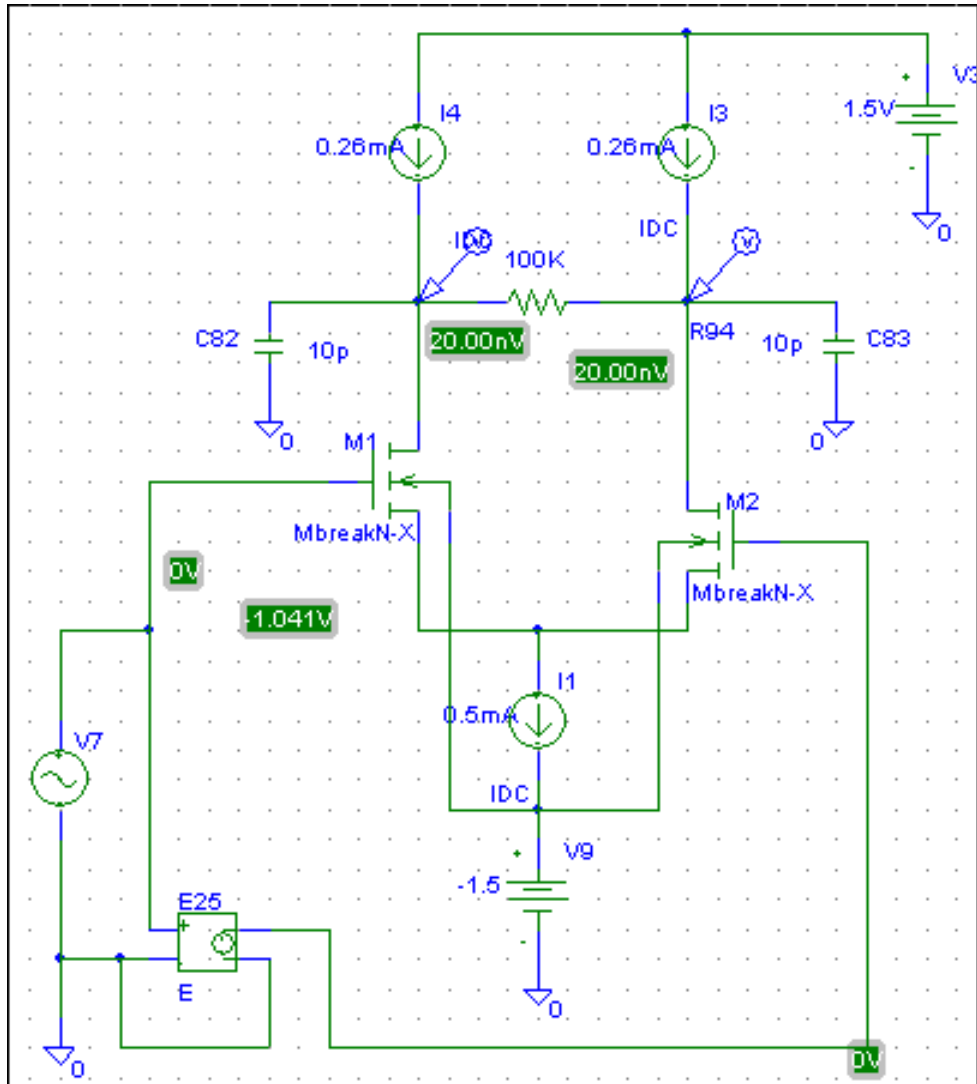 V3
I4
I3
1.5V
0.26mA
0.26mA
0
IDC
100K
C82
10p
20.00nV
20.00nV
R94
10p
C83
0
0
M1
M2
MbreakN-X
MbreakN-X
0V
-1.041V
I1
0.5mA
V7
IDC
V9
-1.5
E25
E
0
0
0V